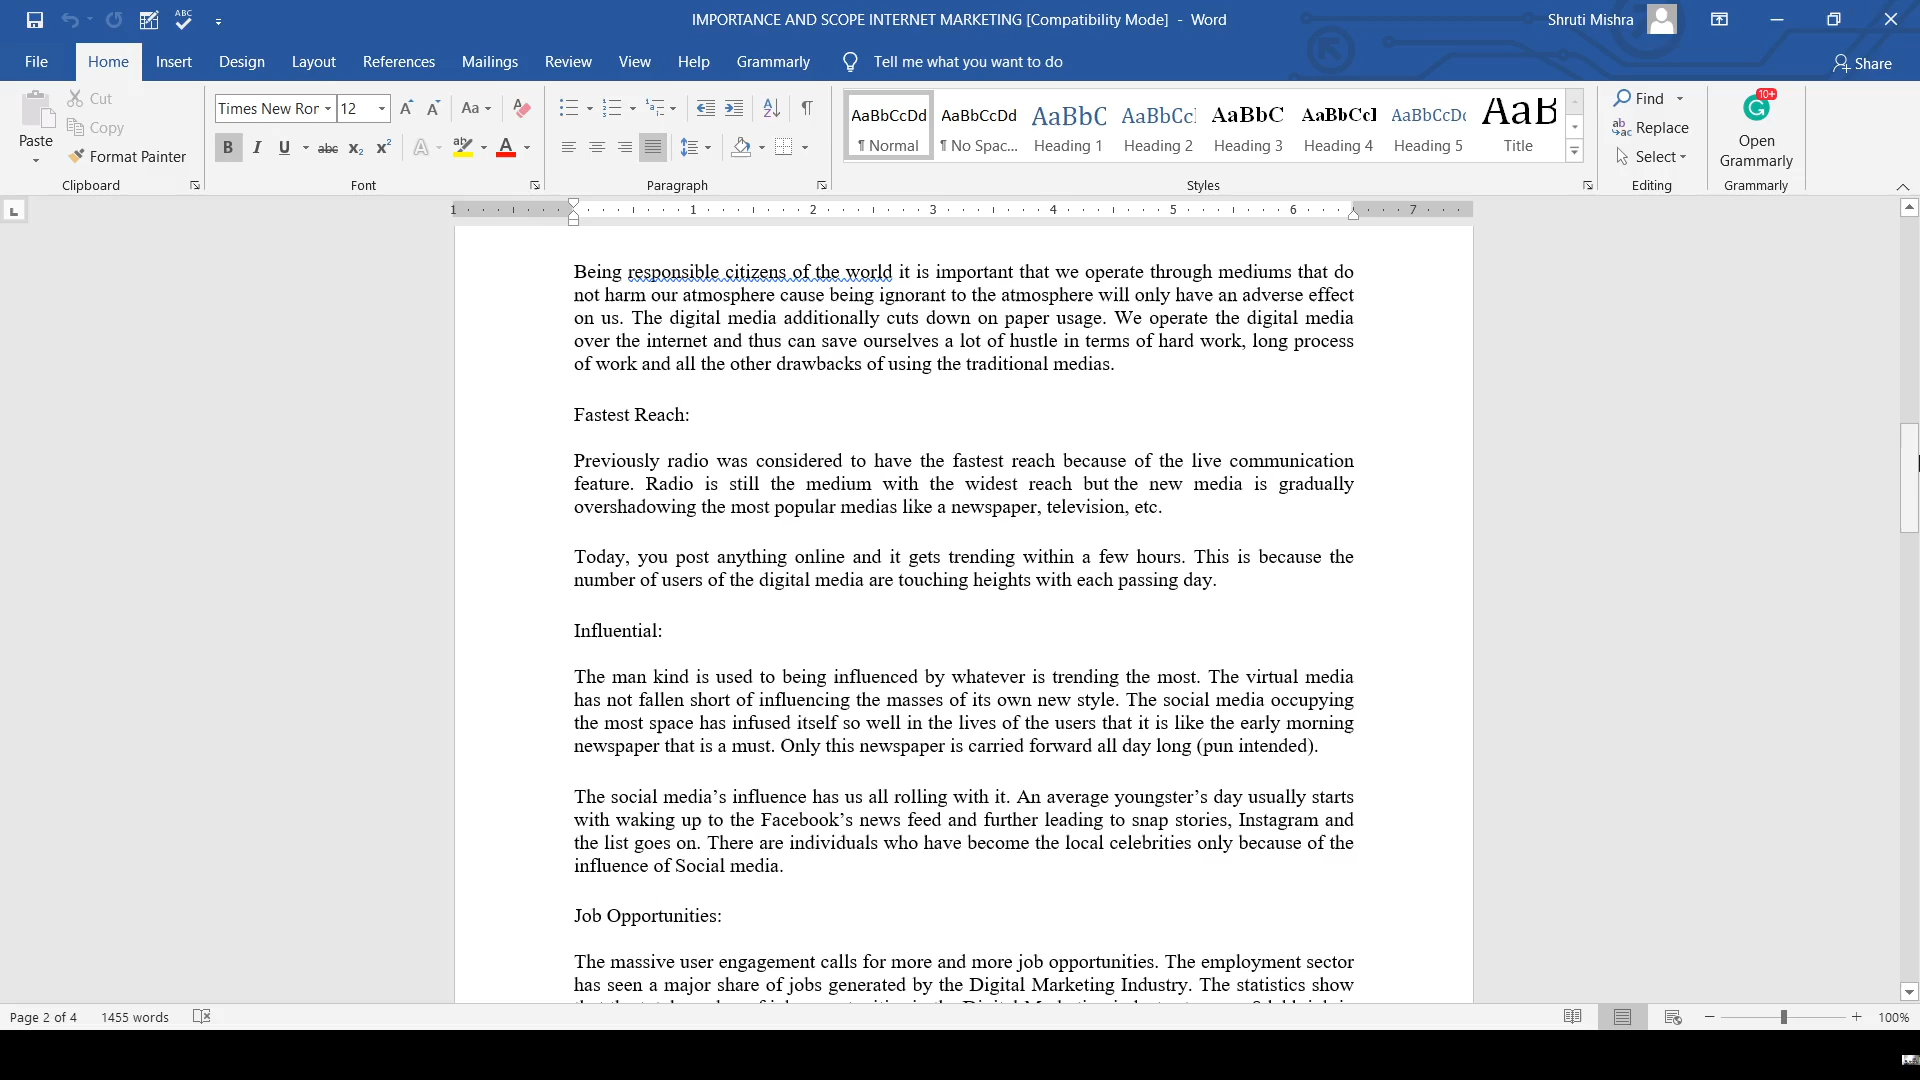 ABC
IMPORTANCE AND SCOPE INTERNET MARKETING [Compatibility Mode] - Word
Shruti Mishra
File Home Insert Design Layout References Mailings Review View Help Grammarly Tell me what you want to do
Share
Paste
Cut
Copy
Format Painter
Clipboard
Times New Ror 12
Aa
B I U abc X2 X2 A ab A
Font
Paragraph
AaBbCcDd AaBbCcDd AaBbC AaBbCcI AaBbC AaBbCcI AaBbCcDc AaB
¶ Normal ¶ No Spac... Heading 1 Heading 2 Heading 3 Heading 4 Heading 5 Title
Styles
Find
Replace
Select
Editing
10+
Open
Grammarly
Grammarly
1 1 2 3 4 5 6 7
Being responsible citizens of the world it is important that we operate through mediums that do
not harm our atmosphere cause being ignorant to the atmosphere will only have an adverse effect
on us. The digital media additionally cuts down on paper usage. We operate the digital media
over the internet and thus can save ourselves a lot of hustle in terms of hard work, long process
of work and all the other drawbacks of using the traditional medias.
Fastest Reach:
Previously radio was considered to have the fastest reach because of the live communication
feature. Radio is still the medium with the widest reach but the new media is gradually
overshadowing the most popular medias like a newspaper, television, etc.
Today, you post anything online and it gets trending within a few hours. This is because the
number of users of the digital media are touching heights with each passing day.
Influential:
The man kind is used to being influenced by whatever is trending the most. The virtual media
has not fallen short of influencing the masses of its own new style. The social media occupying
the most space has infused itself so well in the lives of the users that it is like the early morning
newspaper that is a must. Only this newspaper is carried forward all day long (pun intended).
The social media’s influence has us all rolling with it. An average youngster’s day usually starts
with waking up to the Facebook’s news feed and further leading to snap stories, Instagram and
the list goes on. There are individuals who have become the local celebrities only because of the
influence of Social media.
Job Opportunities:
The massive user engagement calls for more and more job opportunities. The employment sector
has seen a major share of jobs generated by the Digital Marketing Industry. The statistics show
Page 2 of 4 1455 words
100%